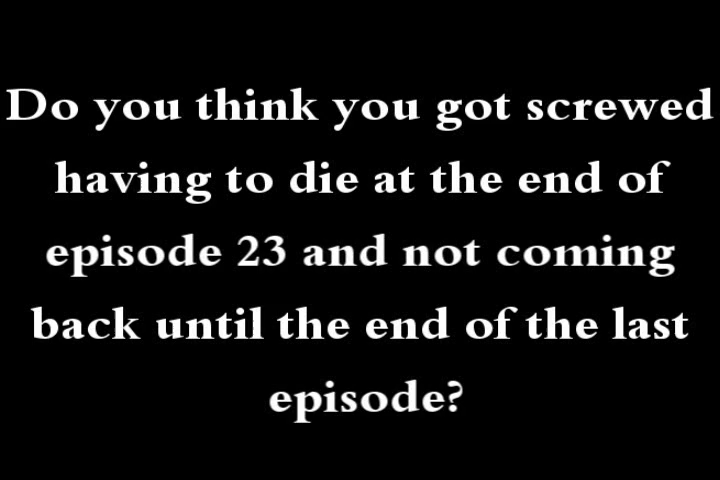 Do you think you got screwed
having to die at the end of
episode 23 and not coming
back until the end of the last
episode?